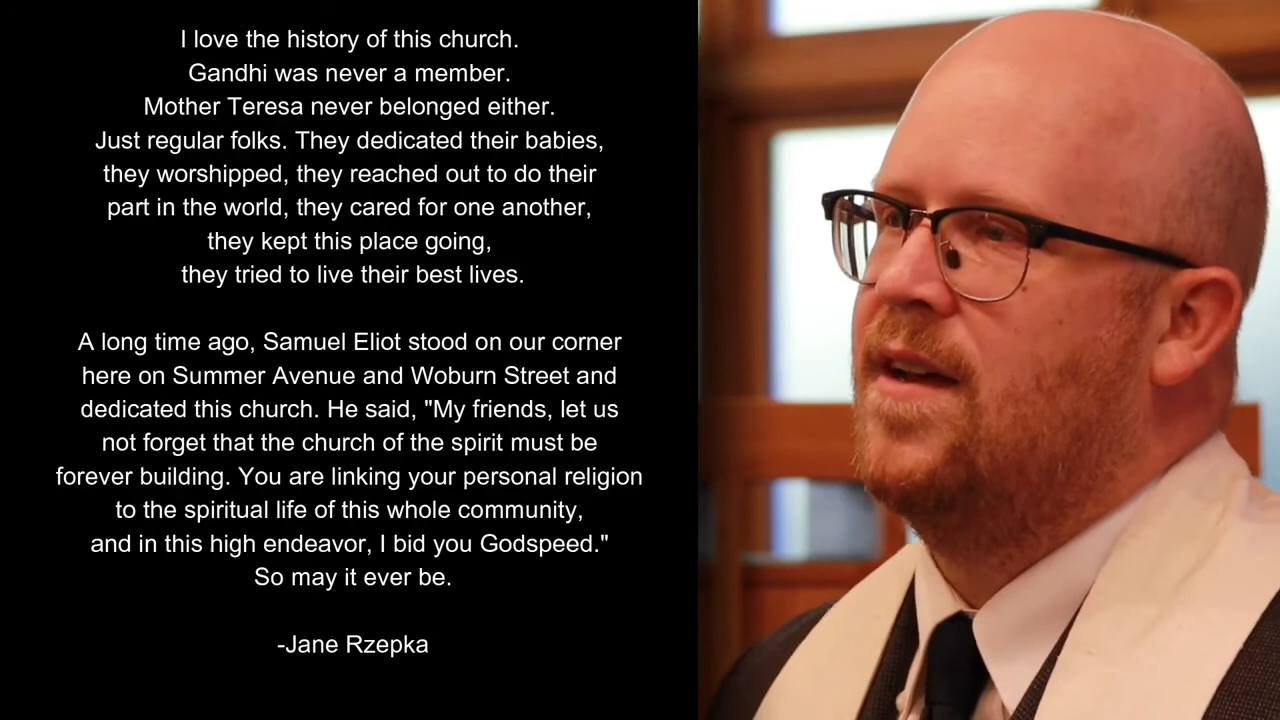 I love the history of this church.
Gandhi was never a member.
Mother Teresa never belonged either.
Just regular folks. They dedicated their babies,
they worshipped, they reached out to do their
part in the world, they cared for one another,
they kept this place going,
they tried to live their best lives.
A long time ago, Samuel Eliot stood on our corner
here on Summer Avenue and Woburn Street and
dedicated this church. He said, "My friends, let us
not forget that the church of the spirit must be
forever building. You are linking your personal religion
to the spiritual life of this whole community,
and in this high endeavor, I bid you Godspeed."
So may it ever be.
-Jane Rzepka